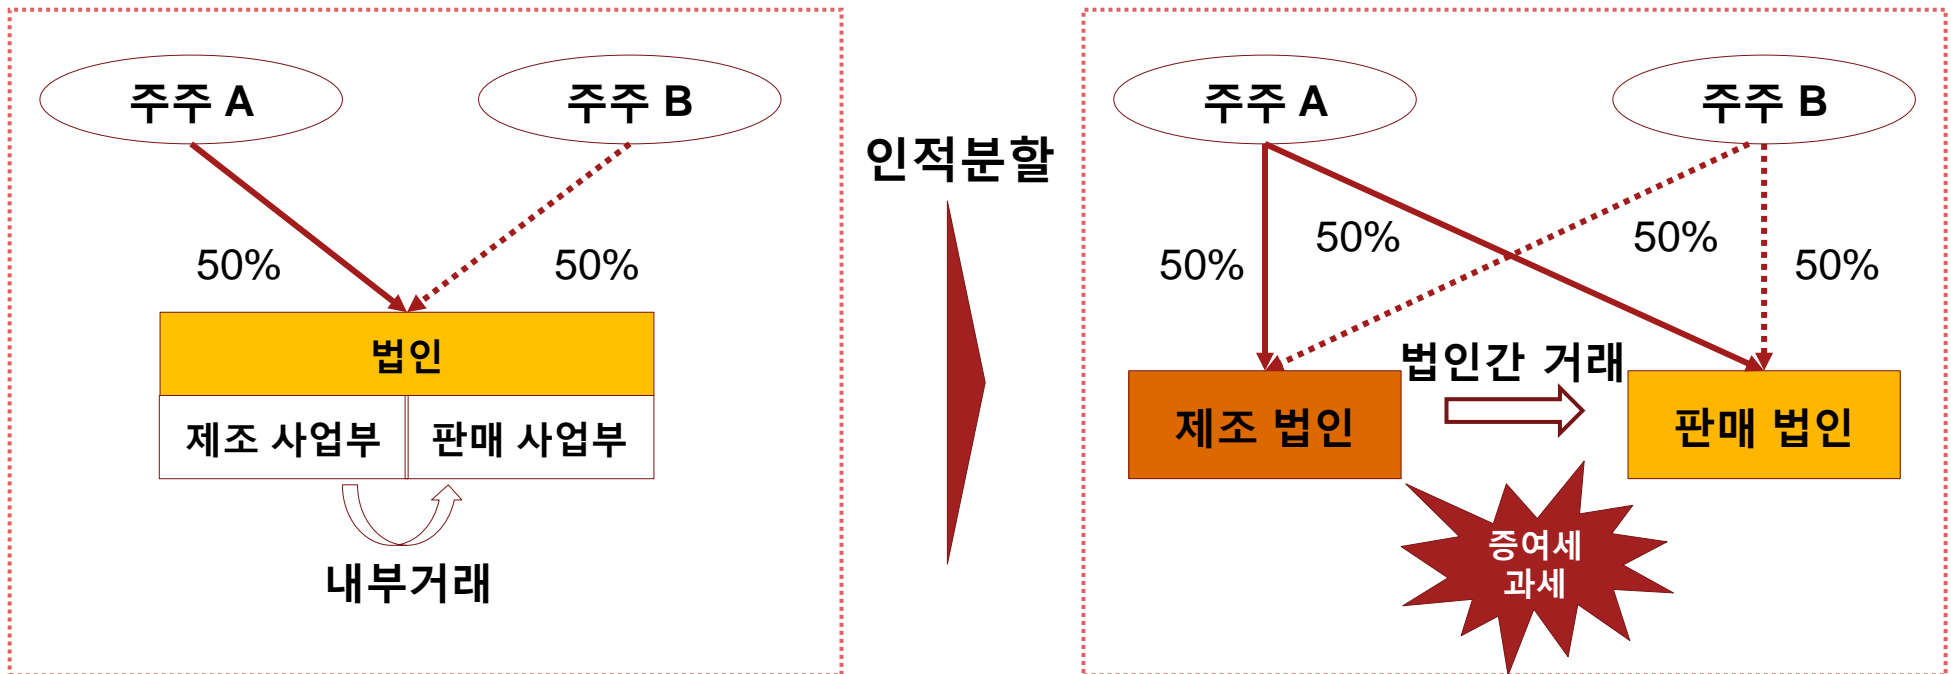 주주 A
주주 B
50%
50%
법인
제조 사업부
판매 사업부
내부거래
인적분할
주주 A
주주 B
50%
50%
50%
50%
법인간 거래
제조 법인
판매 법인
증여세
과세